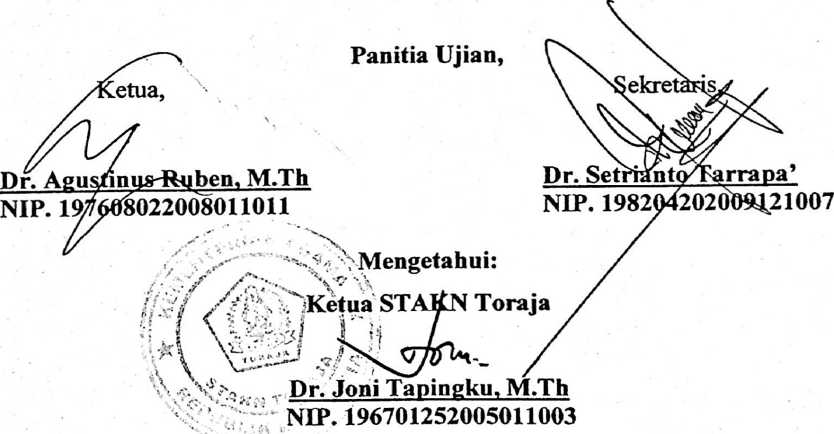 Panitia Ujian,
Ketua,
Sekretaris,
Dr. Agustinus Ruben, M.Th
NIP. 197608022008011011
Dr. Setrianto Tarrapa'
NIP. 198204202009121007
Mengetahui:
Ketua STAKN Toraja
TORAJA
Dr. Joni Tapingku, M.Th
NIP. 196701252005011003